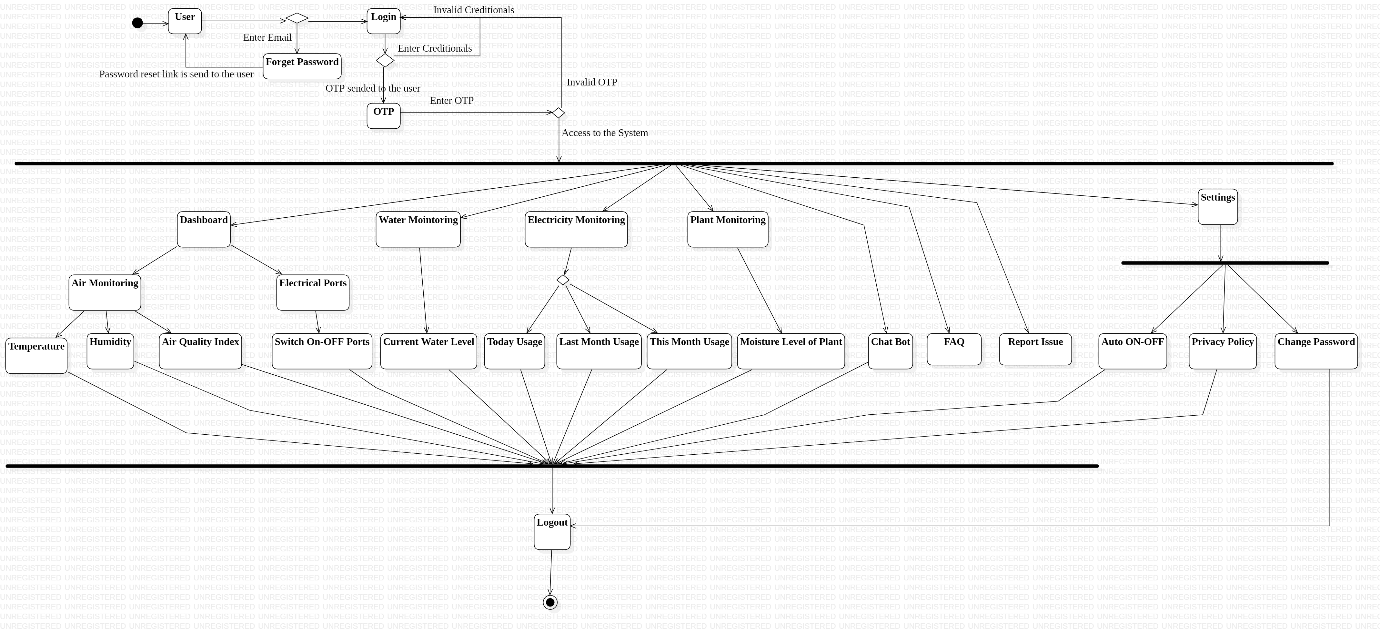 User
Login
Invalid Creditionals
Enter Email
Enter Creditionals
Forget Password
Password reset link is send to the user
Invalid OTP
OTP sended to the user
Enter OTP
OTP
Access to the System
Settings
Dashboard
Water Mointoring
Electricity Monitoring
Plant Monitoring
Air Monitoring
Electrical Ports
Temperature
Humidity
Air Quality Index
Switch On-OFF Ports
Current Water Level
Today Usage
Last Month Usage
This Month Usage
Moisture Level of Plant
Chat Bot
FAQ
Report Issue
Auto ON-OFF
Privacy Policy
Change Password
Logout
UNREGISTERED